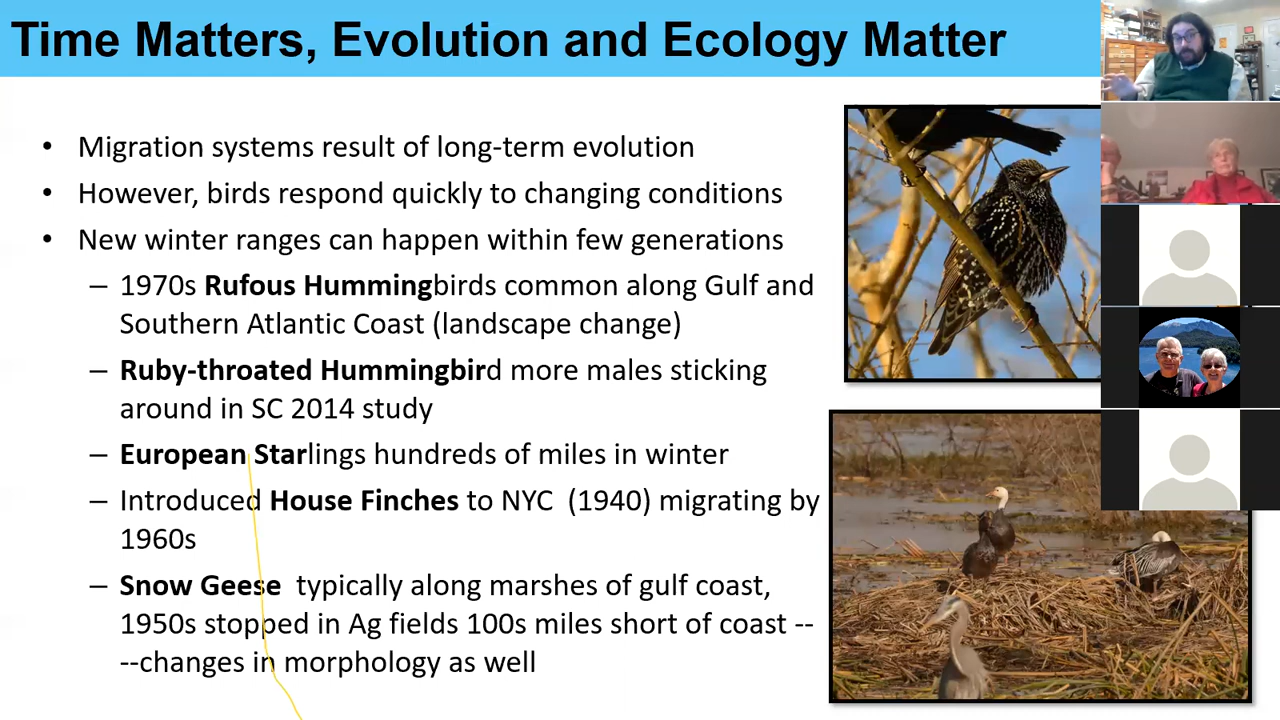 Time Matters, Evolution and Ecology Matter
• Migration systems result of long-term evolution
• However, birds respond quickly to changing conditions
• New winter ranges can happen within few generations
– 1970s Rufous Hummingbirds common along Gulf and
Southern Atlantic Coast (landscape change)
– Ruby-throated Hummingbird more males sticking
around in SC 2014 study
– European Starlings hundreds of miles in winter
– Introduced House Finches to NYC (1940) migrating by
1960s
– Snow Geese typically along marshes of gulf coast,
1950s stopped in Ag fields 100s miles short of coast --
--changes in morphology as well